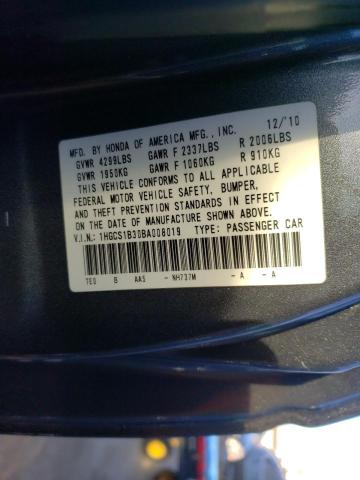 MFD. BY HONDA OF AMERICA MFG., INC. 12/'10
GVWR 4299LBS GAWR F 2337LBS R 2006LBS
GVWR 1950KG GAWR F 1060KG R 910KG
THIS VEHICLE CONFORMS TO ALL APPLICABLE
FEDERAL MOTOR VEHICLE SAFETY, BUMPER,
AND THEFT PREVENTION STANDARDS IN EFFECT
ON THE DATE OF MANUFACTURE SHOWN ABOVE.
V.I.N.: 1HGCS1B30BA008019 TYPE: PASSENGER CAR
TE0 B AA5 - NH737M - A - A